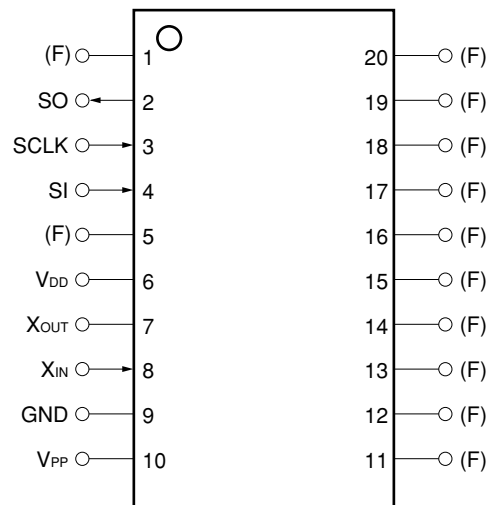 (F) 1 20 (F)
SO 2 19 (F)
SCLK 3 18 (F)
SI 4 17 (F)
(F) 5 16 (F)
VDD 6 15 (F)
XOUT 7 14 (F)
XIN 8 13 (F)
GND 9 12 (F)
VPP 10 11 (F)